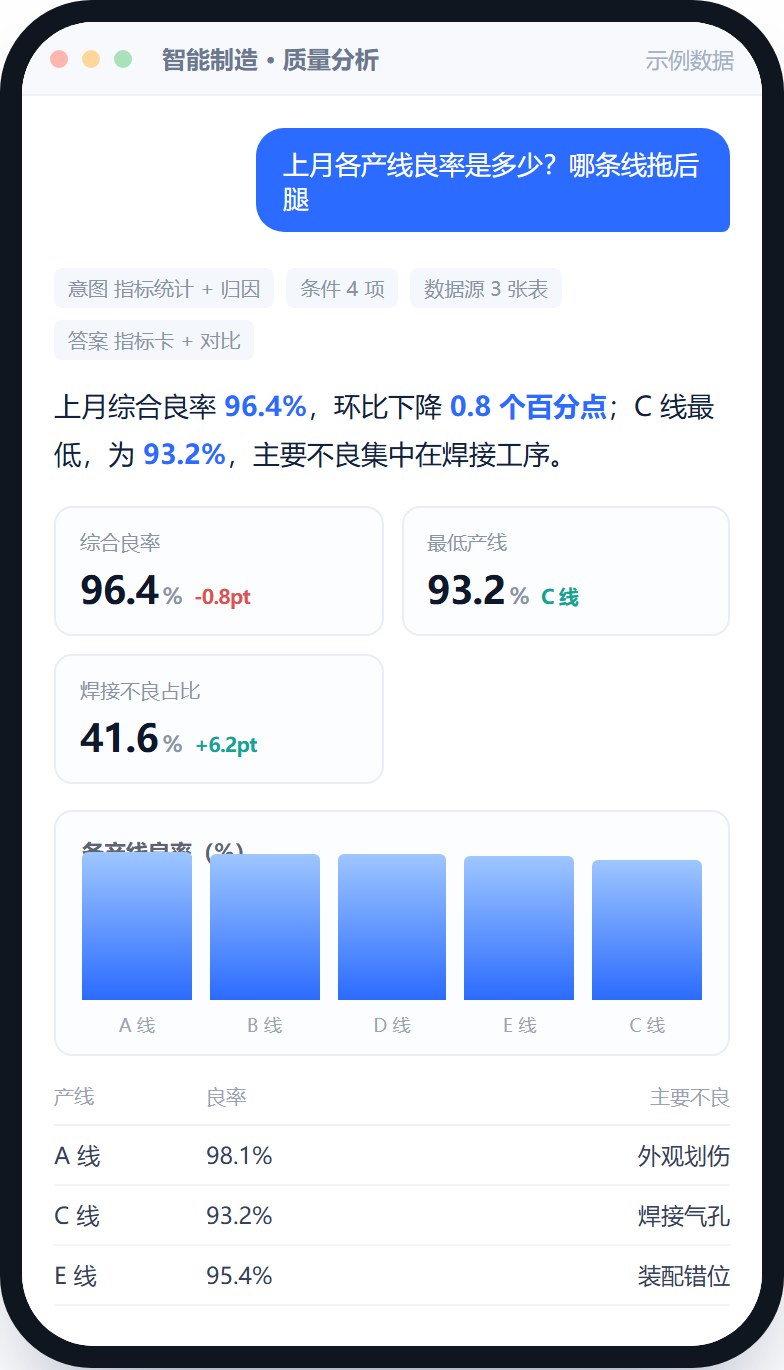 智能制造 · 质量分析
示例数据
上月各产线良率是多少？哪条线拖后
腿
意图 指标统计 + 归因
条件 4 项
数据源 3 张表
答案 指标卡 + 对比
上月综合良率 96.4%，环比下降 0.8 个百分点；C 线最
低，为 93.2%，主要不良集中在焊接工序。
综合良率
96.4% -0.8pt
最低产线
93.2% C 线
焊接不良占比
41.6% +6.2pt
各产线良率（%）
A 线
B 线
D 线
E 线
C 线
产线 良率 主要不良
A 线 98.1% 外观划伤
C 线 93.2% 焊接气孔
E 线 95.4% 装配错位